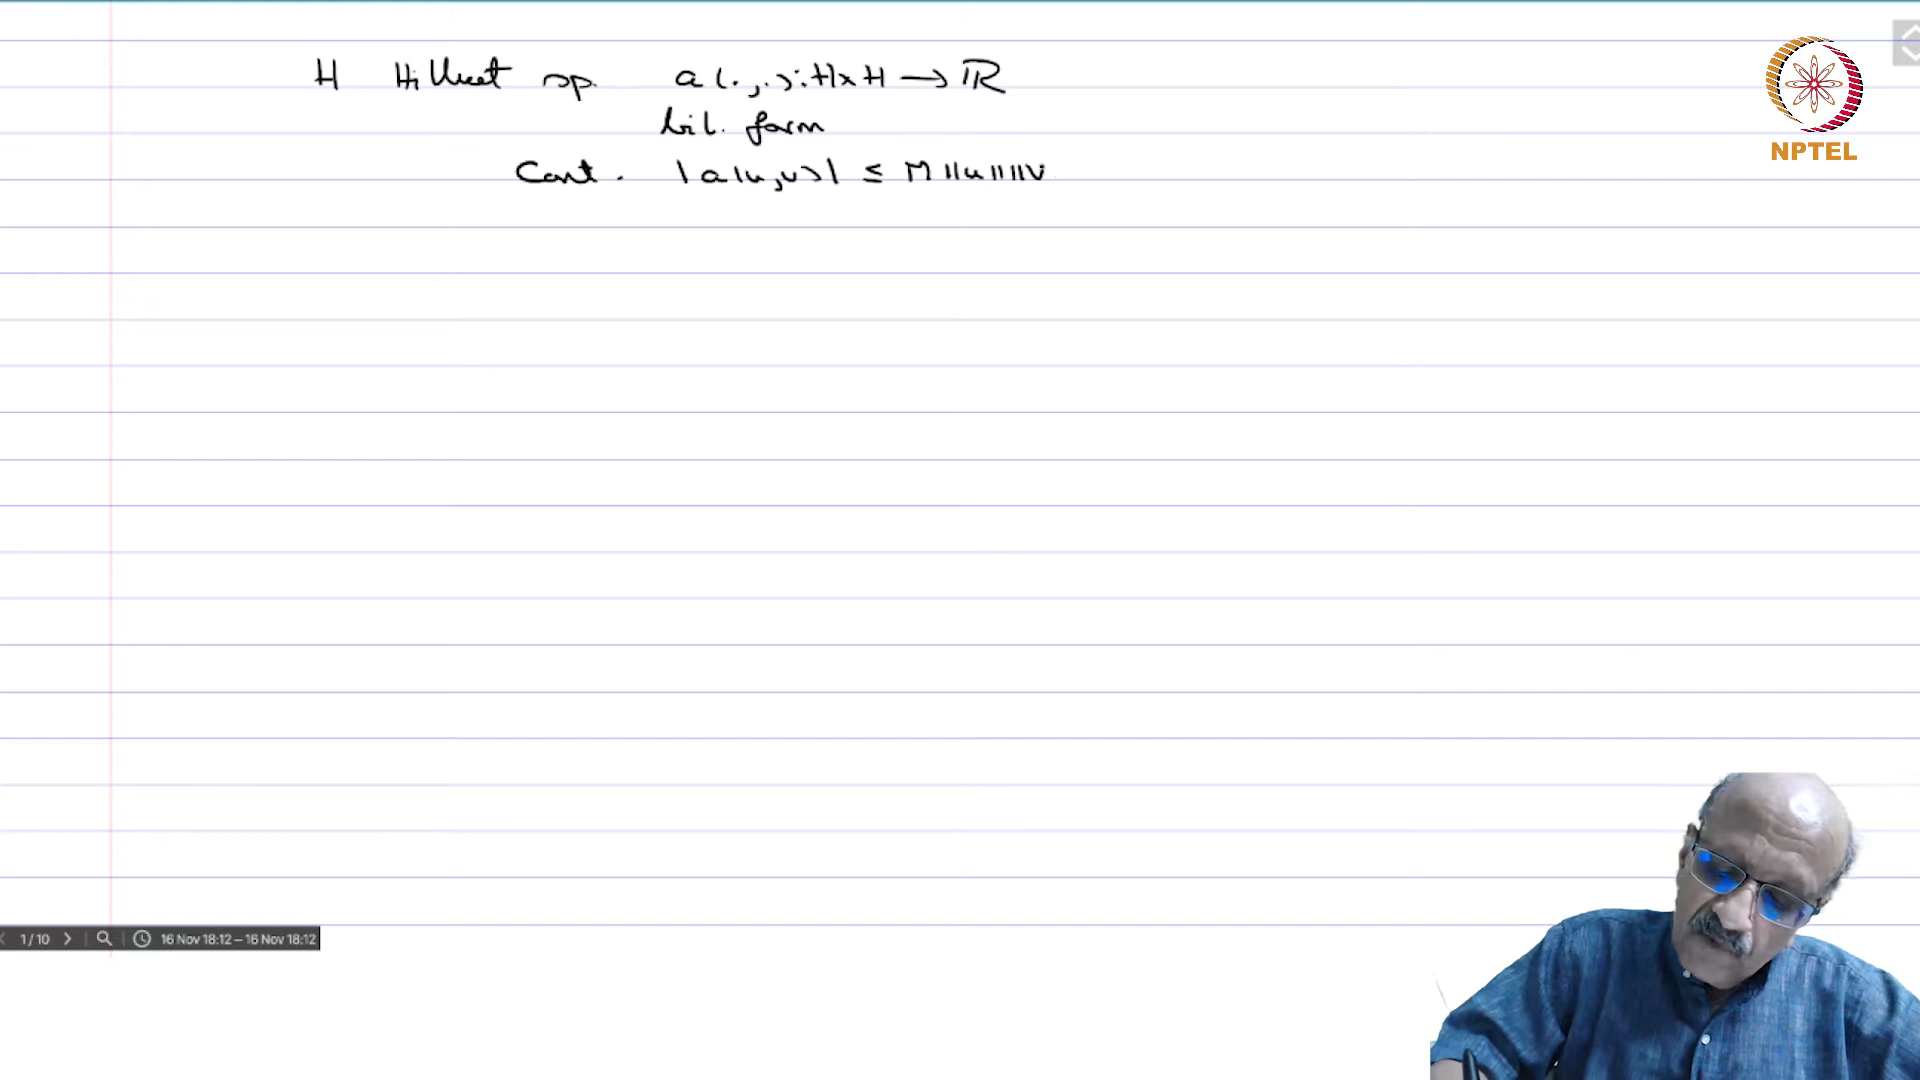 H Hilbert sp. a(.,.): H x H → ℝ
bil. form
Cont. |a(u,v)| ≤ M ||u|| ||v
NPTEL
1 / 10 16 Nov 18:12 – 16 Nov 18:12